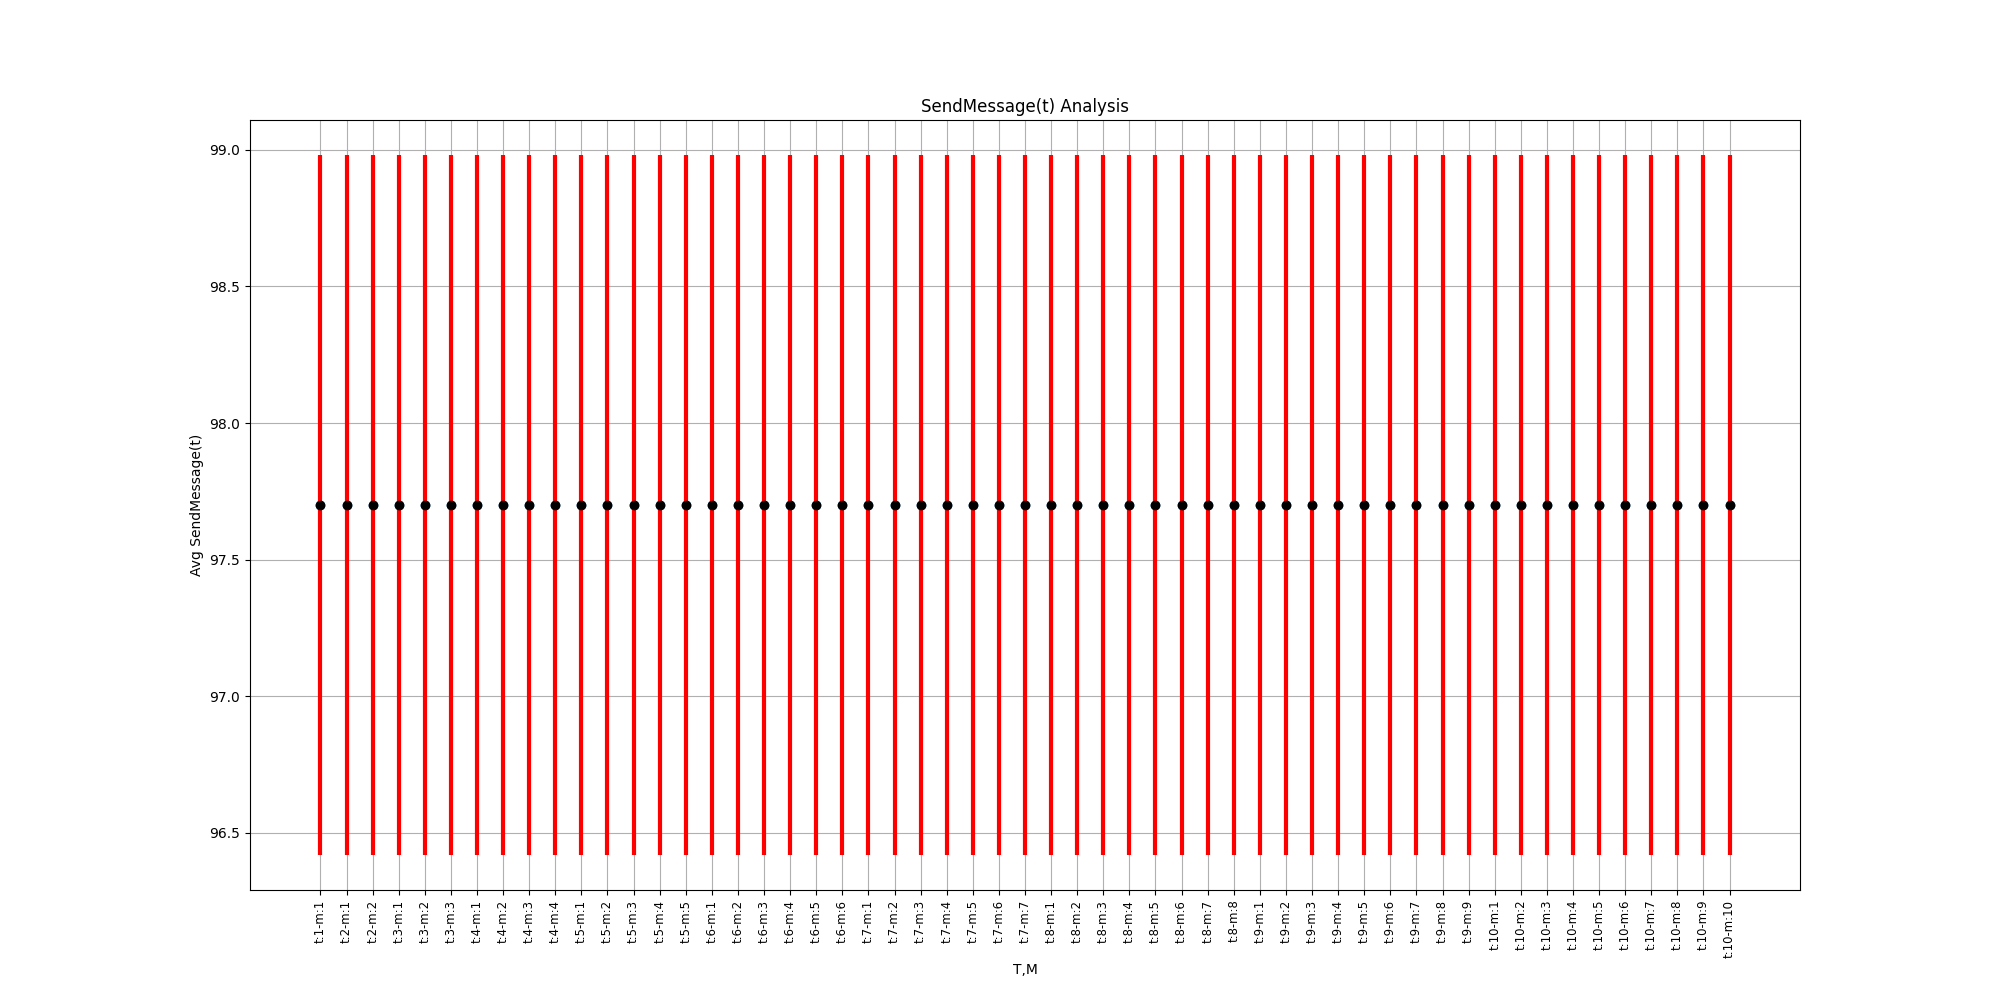 SendMessage(t) Analysis
99.0
98.5
98.0
97.5
97.0
96.5
Avg SendMessage(t)
t:1-m:1
t:2-m:1
t:2-m:2
t:3-m:1
t:3-m:2
t:3-m:3
t:4-m:1
t:4-m:2
t:4-m:3
t:4-m:4
t:5-m:1
t:5-m:2
t:5-m:3
t:5-m:4
t:5-m:5
t:6-m:1
t:6-m:2
t:6-m:3
t:6-m:4
t:6-m:5
t:6-m:6
t:7-m:1
t:7-m:2
t:7-m:3
t:7-m:4
t:7-m:5
t:7-m:6
t:7-m:7
t:8-m:1
t:8-m:2
t:8-m:3
t:8-m:4
t:8-m:5
t:8-m:6
t:8-m:7
t:8-m:8
t:9-m:1
t:9-m:2
t:9-m:3
t:9-m:4
t:9-m:5
t:9-m:6
t:9-m:7
t:9-m:8
t:9-m:9
t:10-m:1
t:10-m:2
t:10-m:3
t:10-m:4
t:10-m:5
t:10-m:6
t:10-m:7
t:10-m:8
t:10-m:9
t:10-m:10
T,M